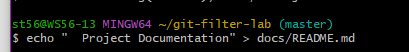 st56@WS56-13 MINGW64 ~/git-filter-lab (master)
$ echo "  Project Documentation" > docs/README.md